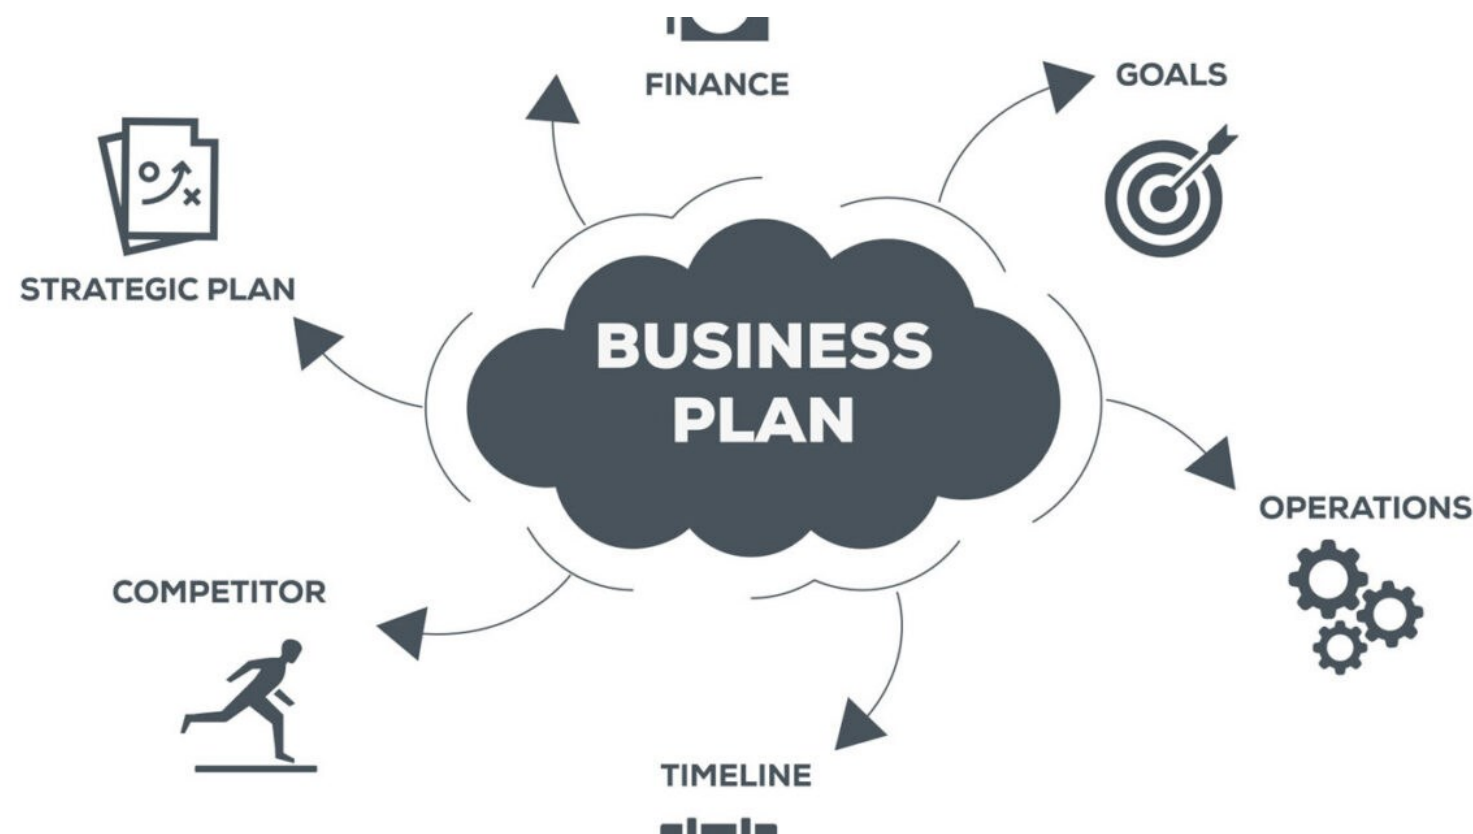 FINANCE
GOALS
STRATEGIC PLAN
BUSINESS
PLAN
OPERATIONS
COMPETITOR
TIMELINE